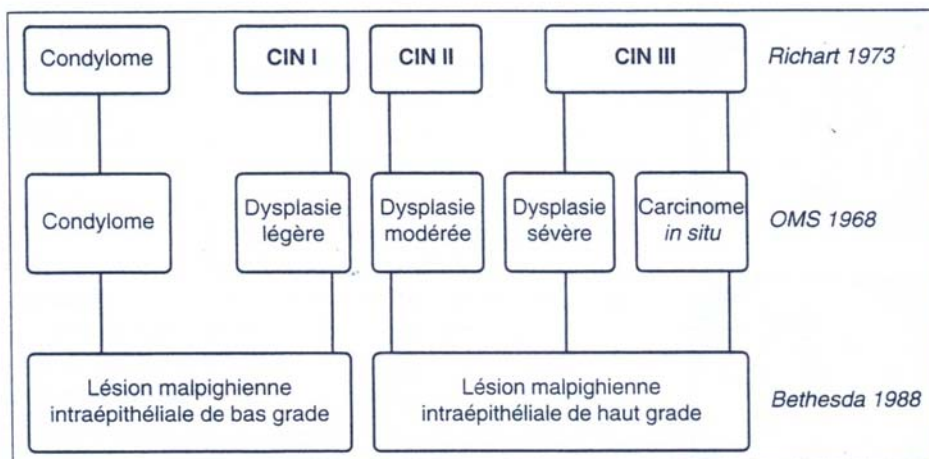 Condylome CIN I CIN II CIN III Richart 1973
Condylome Dysplasie légère Dysplasie modérée Dysplasie sévère Carcinome in situ OMS 1968
Lésion malpighienne intraépithéliale de bas grade Lésion malpighienne intraépithéliale de haut grade Bethesda 1988